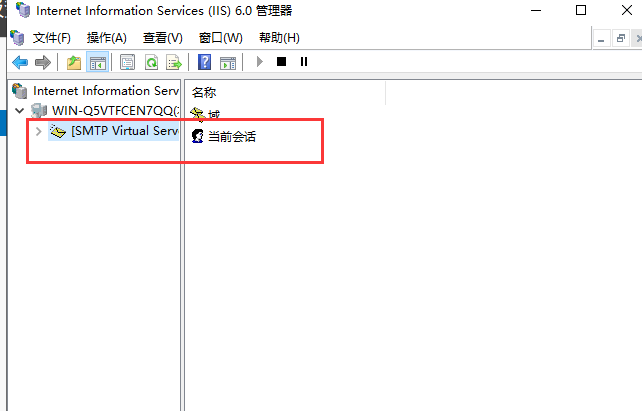 Internet Information Services (IIS) 6.0 管理器
文件(F) 操作(A) 查看(V) 窗口(W) 帮助(H)
Internet Information Serv
WIN-Q5VTFCEN7QQ(
[SMTP Virtual Serv
名称
域
当前会话